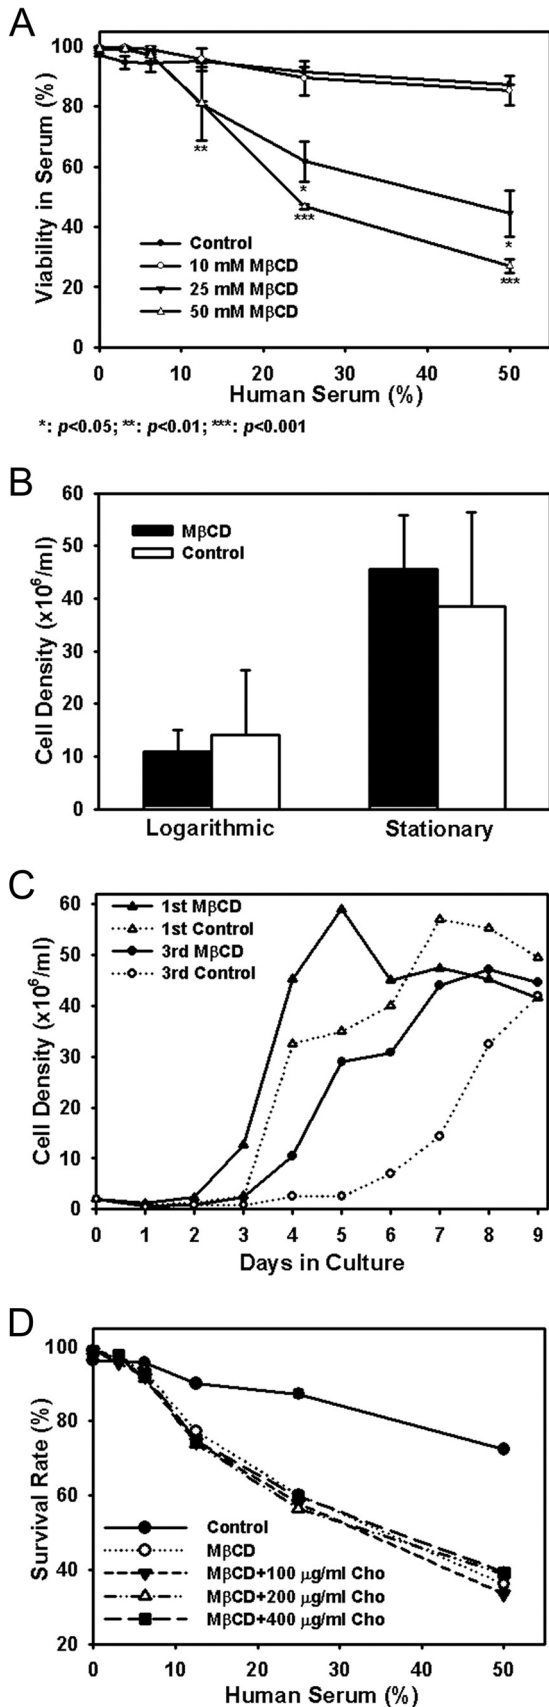 A
100
80
60
40
20
0
Viability in Serum (%)
**
*
***
*
***
Control
10 mM MβCD
25 mM MβCD
50 mM MβCD
0 10 20 30 40 50
Human Serum (%)
*: p<0.05; **: p<0.01; ***: p<0.001
B
60
50
40
30
20
10
0
Cell Density (x10⁶/ml)
MβCD
Control
Logarithmic Stationary
C
60
50
40
30
20
10
0
Cell Density (x10⁶/ml)
1st MβCD
1st Control
3rd MβCD
3rd Control
0 1 2 3 4 5 6 7 8 9
Days in Culture
D
100
80
60
40
20
Survival Rate (%)
Control
MβCD
MβCD+100 μg/ml Cho
MβCD+200 μg/ml Cho
MβCD+400 μg/ml Cho
0 10 20 30 40 50
Human Serum (%)